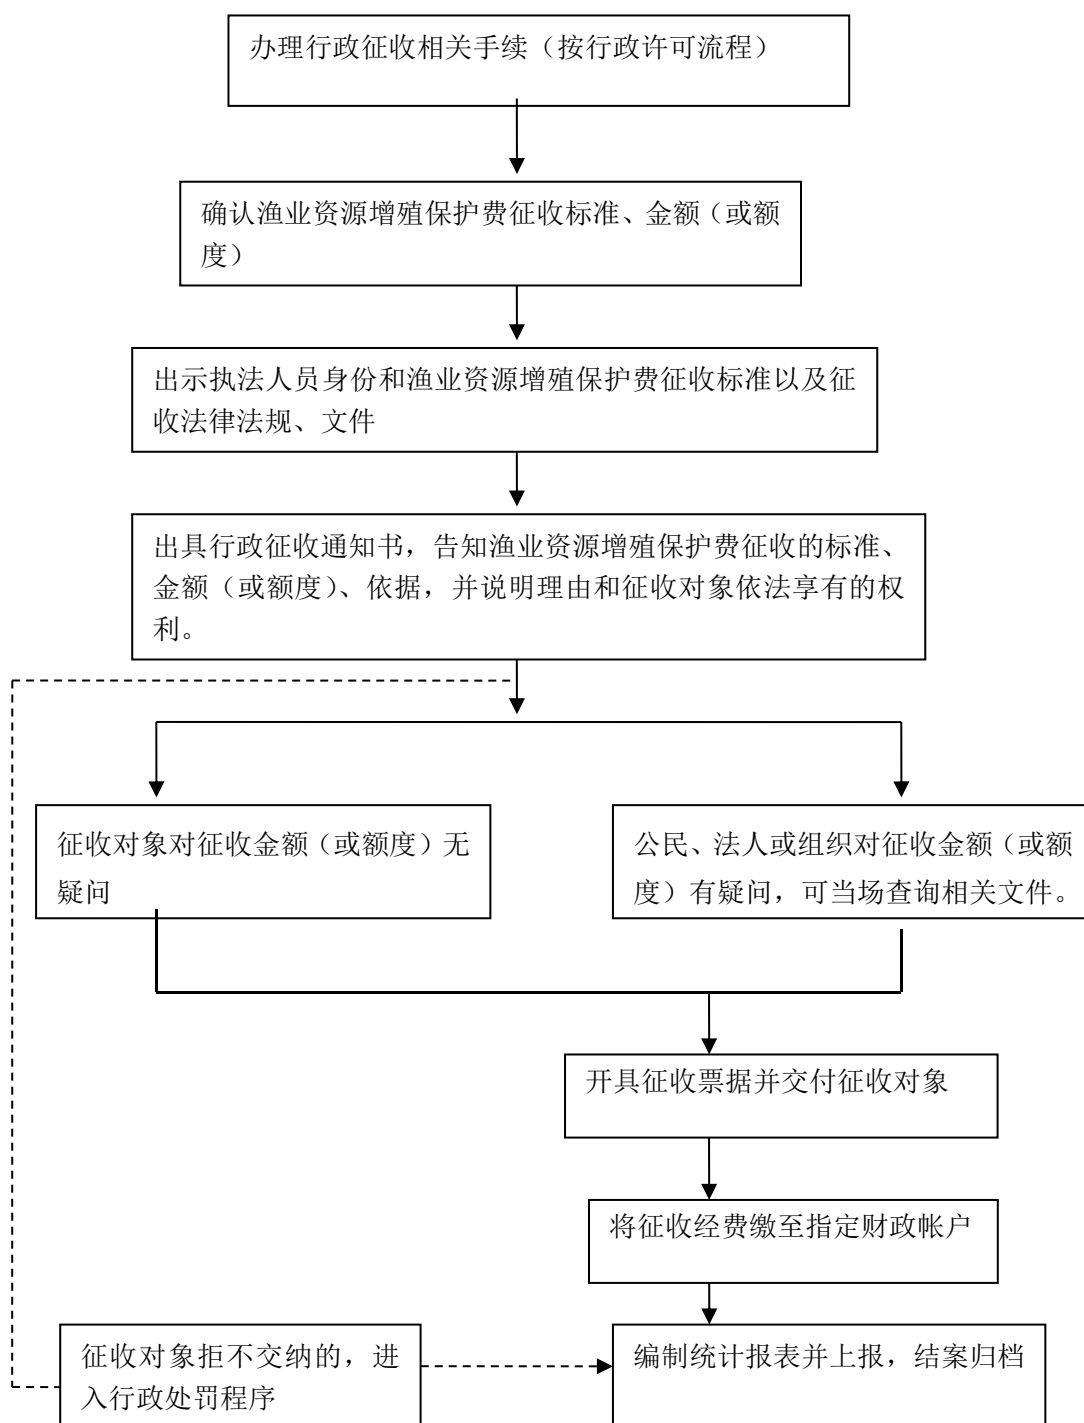 办理行政征收相关手续（按行政许可流程）
确认渔业资源增殖保护费征收标准、金额（或额
度）
出示执法人员身份和渔业资源增殖保护费征收标准以及征
收法律法规、文件
出具行政征收通知书，告知渔业资源增殖保护费征收的标准、
金额（或额度）、依据，并说明理由和征收对象依法享有的权
利。
征收对象对征收金额（或额度）无
疑问
公民、法人或组织对征收金额（或额
度）有疑问，可当场查询相关文件。
开具征收票据并交付征收对象
将征收经费缴至指定财政帐户
征收对象拒不交纳的，进
入行政处罚程序
编制统计报表并上报，结案归档